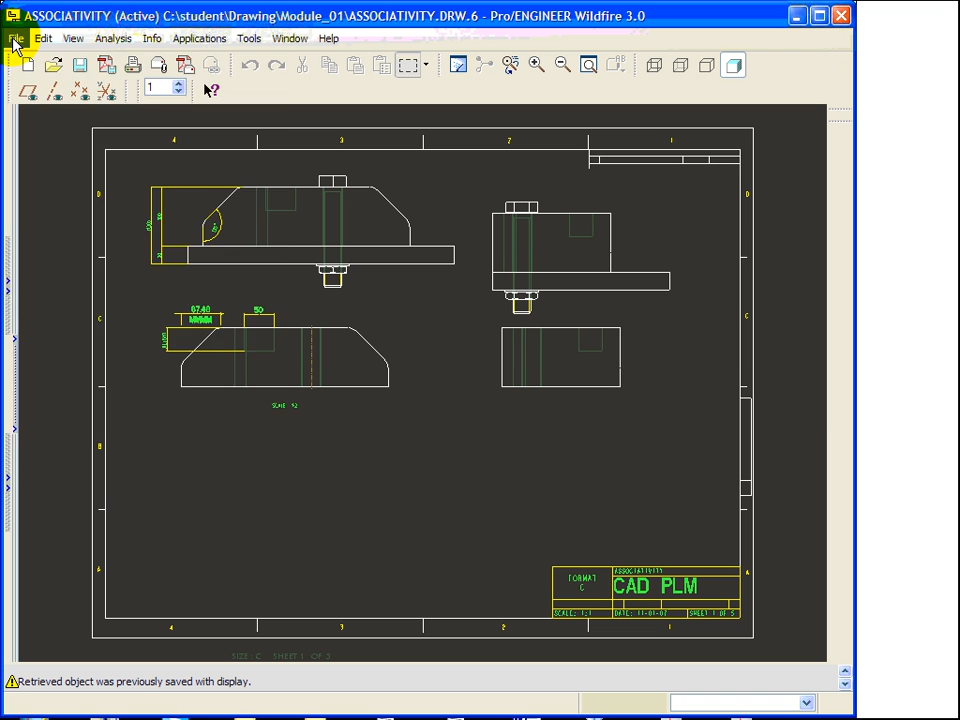 ASSOCIATIVITY (Active) C:\student\Drawing\Module_01\ASSOCIATIVITY.DRW.6 - Pro/ENGINEER Wildfire 3.0
File Edit View Analysis Info Applications Tools Window Help
1
4 3 2 1
D D
C C
B
A A
50
FORMAT
C
ASSOCIATIVITY
CAD PLM
SCALE: 1:1 DATE: 11-01-07 SHEET 1 OF 3
4 3 2 1
SIZE: C SHEET 1 OF 3
Retrieved object was previously saved with display.